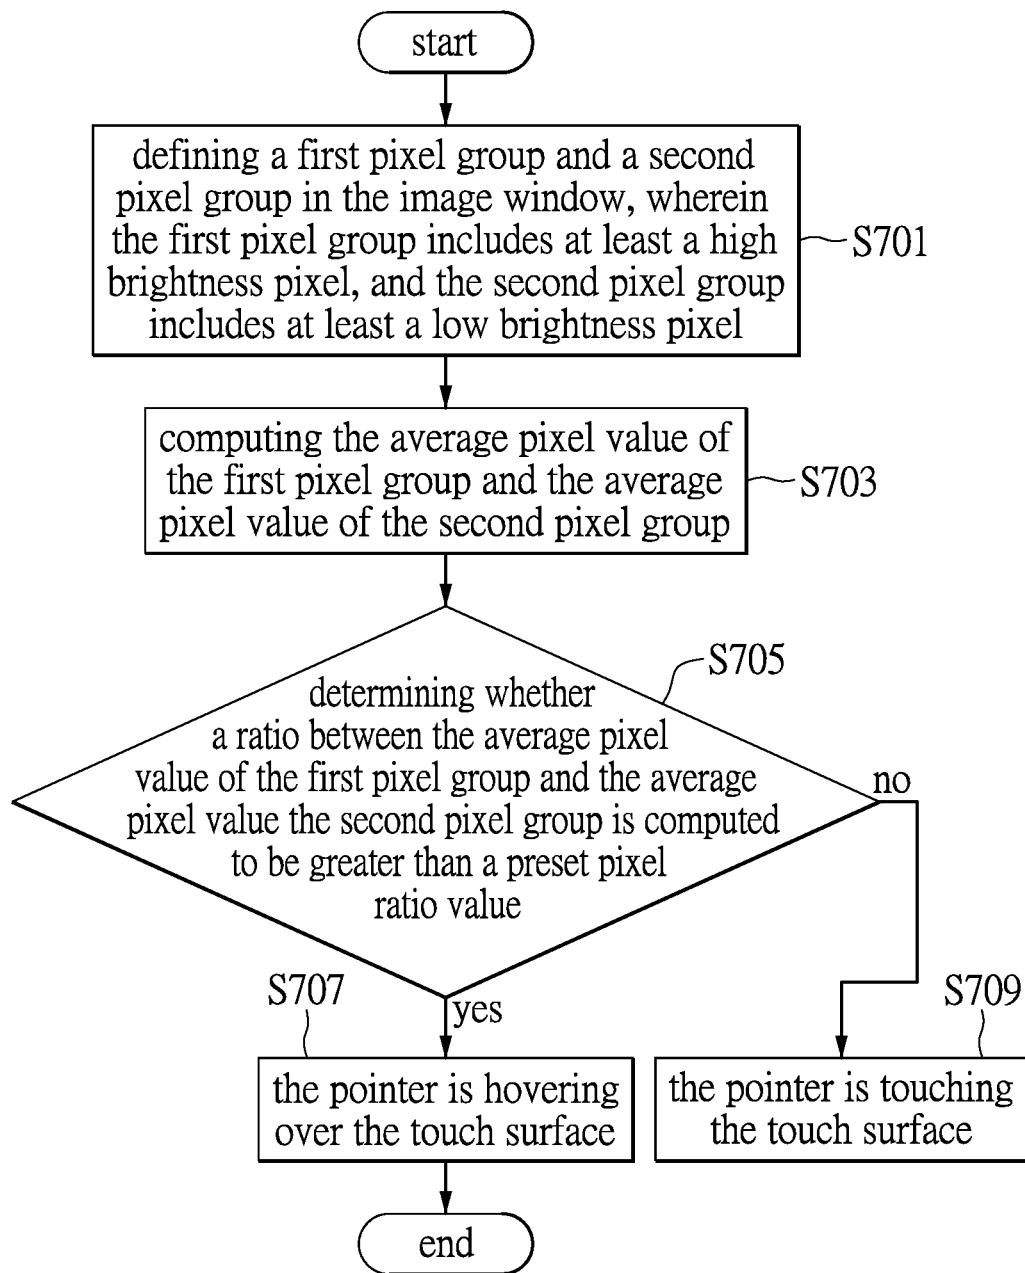 start
defining a first pixel group and a second
pixel group in the image window, wherein
the first pixel group includes at least a high
brightness pixel, and the second pixel group
includes at least a low brightness pixel
S701
computing the average pixel value of
the first pixel group and the average
pixel value of the second pixel group
S703
S705
determining whether
a ratio between the average pixel
value of the first pixel group and the average
pixel value the second pixel group is computed
to be greater than a preset pixel
ratio value
no
yes
S707
the pointer is hovering
over the touch surface
S709
the pointer is touching
the touch surface
end